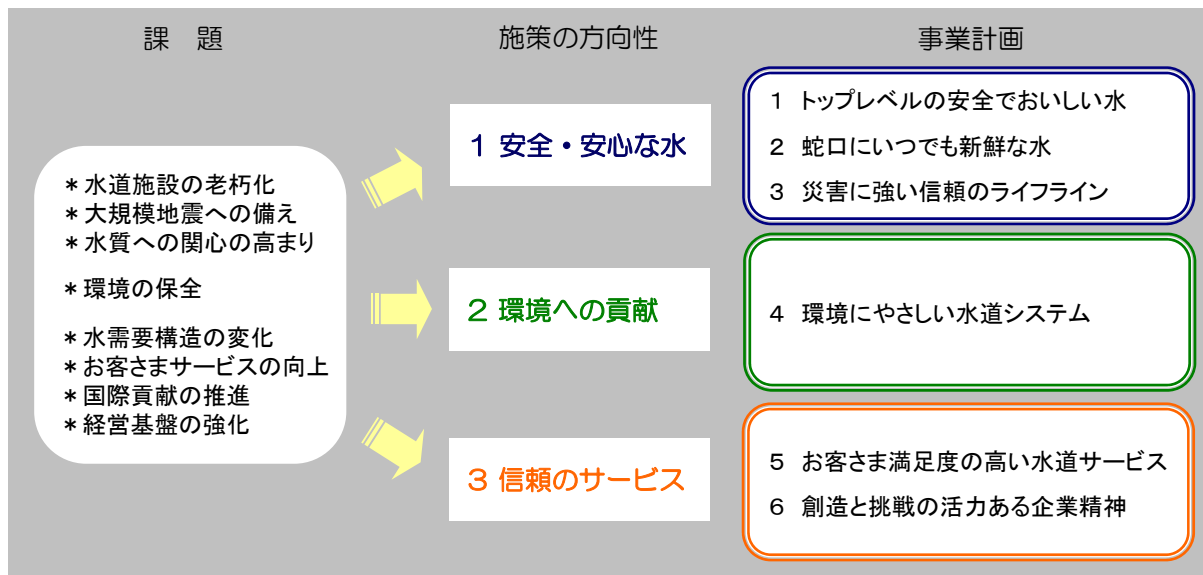 課　題
施策の方向性
事業計画
＊水道施設の老朽化
＊大規模地震への備え
＊水質への関心の高まり
＊環境の保全
＊水需要構造の変化
＊お客さまサービスの向上
＊国際貢献の推進
＊経営基盤の強化
１ 安全・安心な水
２ 環境への貢献
３ 信頼のサービス
１　トップレベルの安全でおいしい水
２　蛇口にいつでも新鮮な水
３　災害に強い信頼のライフライン
４　環境にやさしい水道システム
５　お客さま満足度の高い水道サービス
６　創造と挑戦の活力ある企業精神